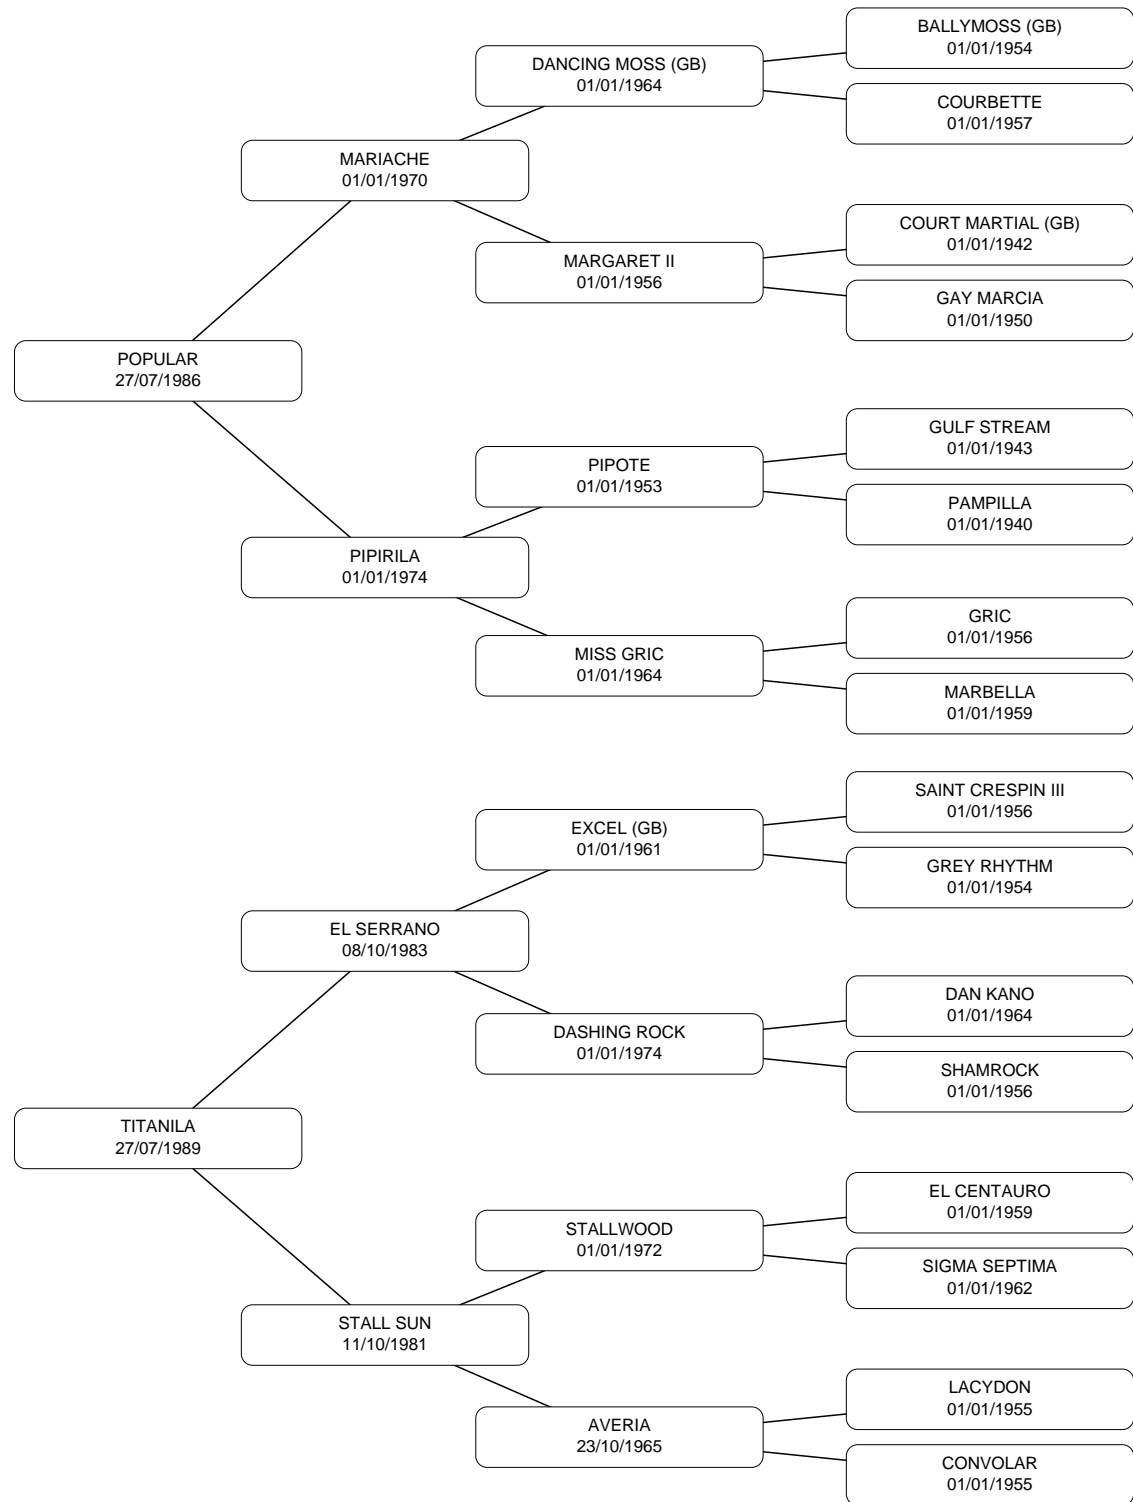 BALLYMOSS (GB)
01/01/1954
DANCING MOSS (GB)
01/01/1964
COURBETTE
01/01/1957
MARIACHE
01/01/1970
COURT MARTIAL (GB)
01/01/1942
MARGARET II
01/01/1956
GAY MARCIA
01/01/1950
POPULAR
27/07/1986
GULF STREAM
01/01/1943
PIPOTE
01/01/1953
PAMPILLA
01/01/1940
PIPIRILA
01/01/1974
GRIC
01/01/1956
MISS GRIC
01/01/1964
MARBELLA
01/01/1959
SAINT CRESPIN III
01/01/1956
EXCEL (GB)
01/01/1961
GREY RHYTHM
01/01/1954
EL SERRANO
08/10/1983
DAN KANO
01/01/1964
DASHING ROCK
01/01/1974
SHAMROCK
01/01/1956
TITANILA
27/07/1989
EL CENTAURO
01/01/1959
STALLWOOD
01/01/1972
SIGMA SEPTIMA
01/01/1962
STALL SUN
11/10/1981
LACYDON
01/01/1955
AVERIA
23/10/1965
CONVOLAR
01/01/1955